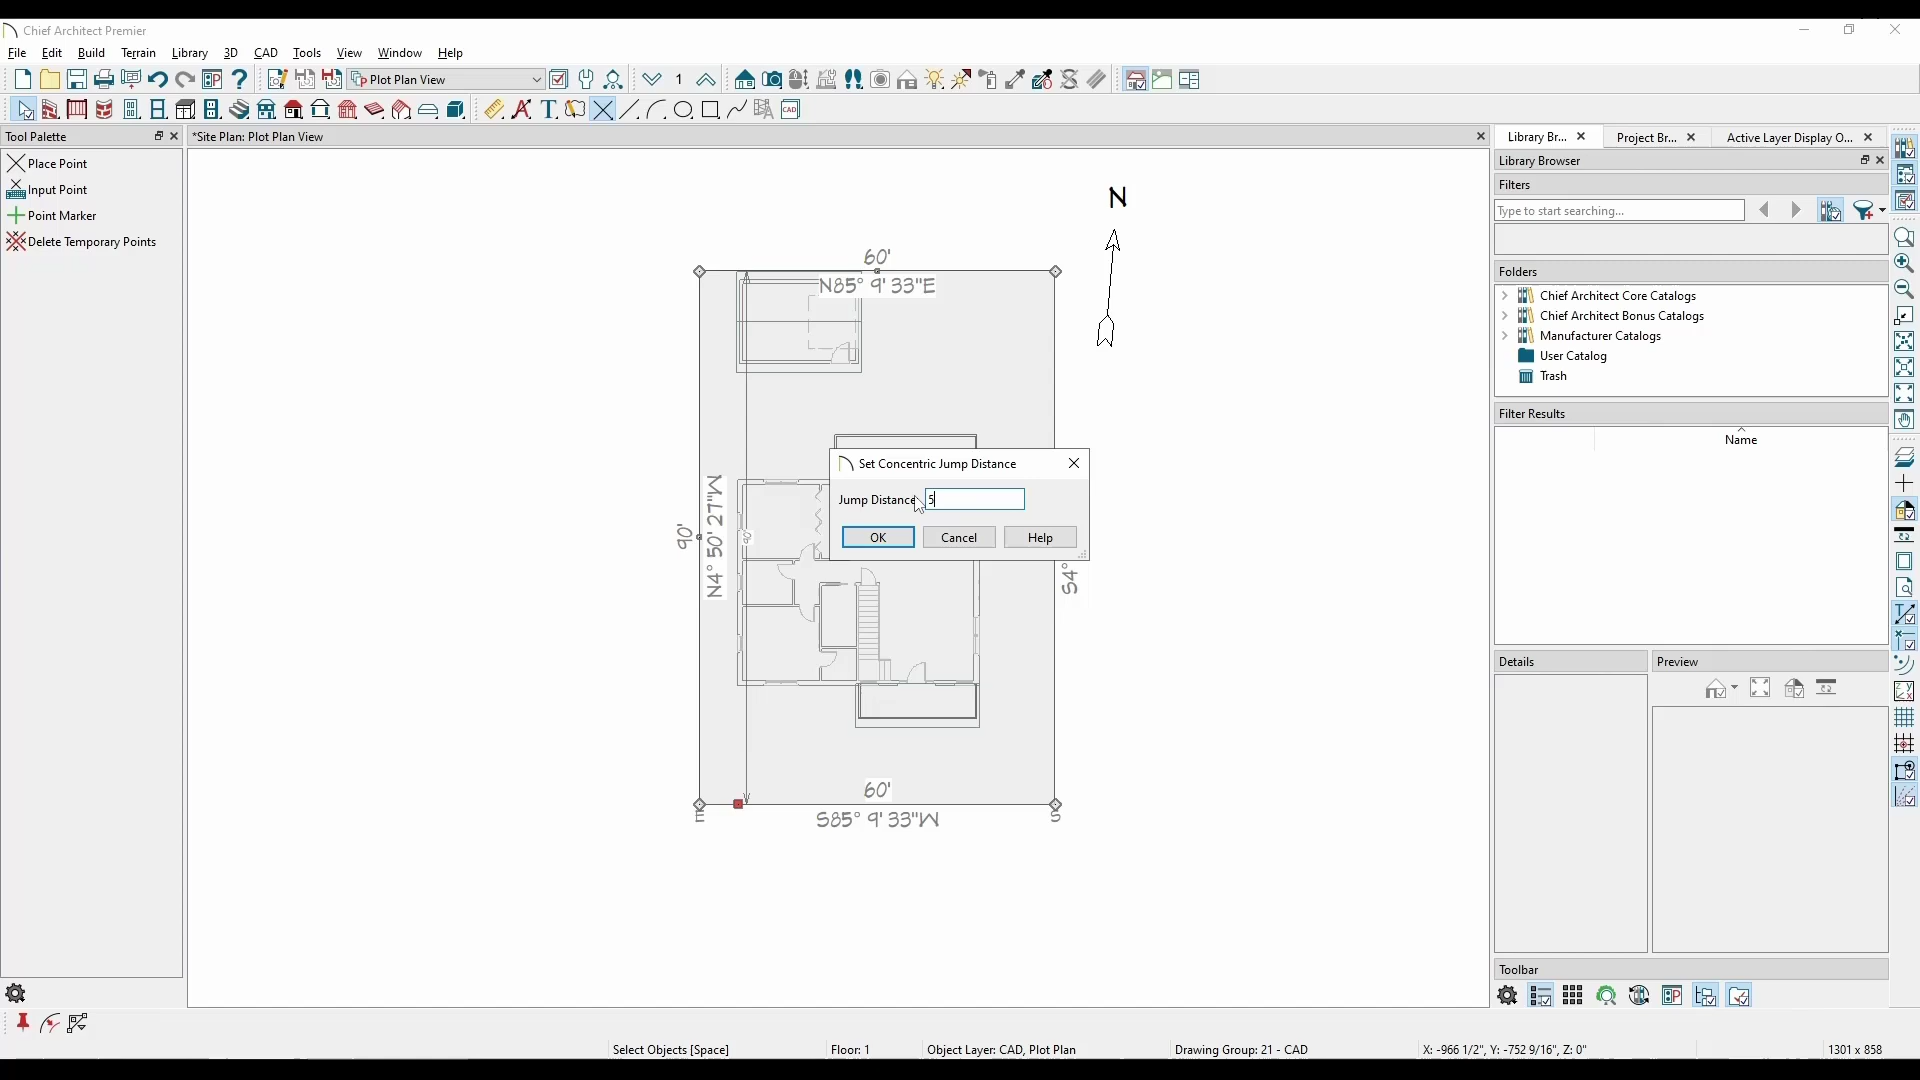 Chief Architect Premier
File Edit Build Terrain Library 3D CAD Tools View Window Help
Plot Plan View
1
CAD
Tool Palette
*Site Plan: Plot Plan View
Place Point
Input Point
Point Marker
Delete Temporary Points
N
60'
N85° 9' 33"E
90'
N4° 50' 27"W
90'
S4°
60'
S85° 9' 33"W
E
S
Set Concentric Jump Distance
Jump Distance
5
OK
Cancel
Help
Library Br...
Project Br...
Active Layer Display O...
Library Browser
Filters
Type to start searching...
Folders
Chief Architect Core Catalogs
Chief Architect Bonus Catalogs
Manufacturer Catalogs
User Catalog
Trash
Filter Results
Name
Details
Preview
Toolbar
Select Objects [Space]
Floor: 1
Object Layer: CAD, Plot Plan
Drawing Group: 21 - CAD
X: -966 1/2", Y: -752 9/16", Z: 0"
1301 x 858